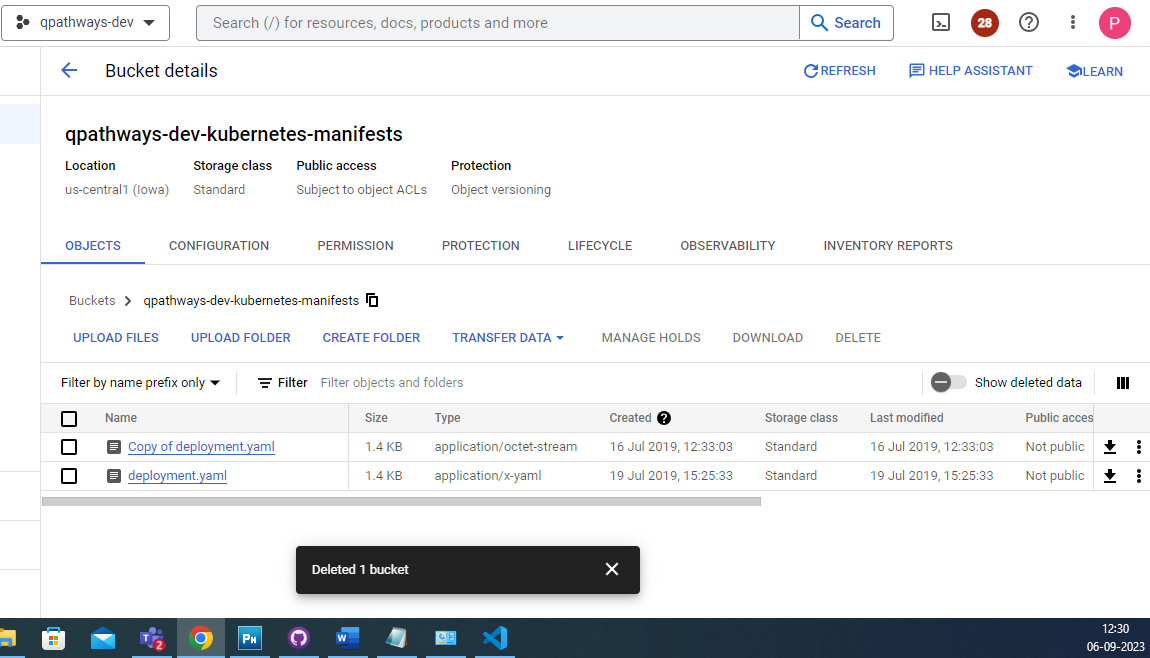 qpathways-dev
Search (/) for resources, docs, products and more
Search
28
P
Bucket details
REFRESH
HELP ASSISTANT
LEARN
qpathways-dev-kubernetes-manifests
Location Storage class Public access Protection
us-central1 (Iowa) Standard Subject to object ACLs Object versioning
OBJECTS CONFIGURATION PERMISSION PROTECTION LIFECYCLE OBSERVABILITY INVENTORY REPORTS
Buckets > qpathways-dev-kubernetes-manifests
UPLOAD FILES UPLOAD FOLDER CREATE FOLDER TRANSFER DATA MANAGE HOLDS DOWNLOAD DELETE
Filter by name prefix only Filter Filter objects and folders Show deleted data
Name Size Type Created Storage class Last modified Public acces
Copy of deployment.yaml 1.4 KB application/octet-stream 16 Jul 2019, 12:33:03 Standard 16 Jul 2019, 12:33:03 Not public
deployment.yaml 1.4 KB application/x-yaml 19 Jul 2019, 15:25:33 Standard 19 Jul 2019, 15:25:33 Not public
Deleted 1 bucket
2
PH
W
12:30
06-09-2023